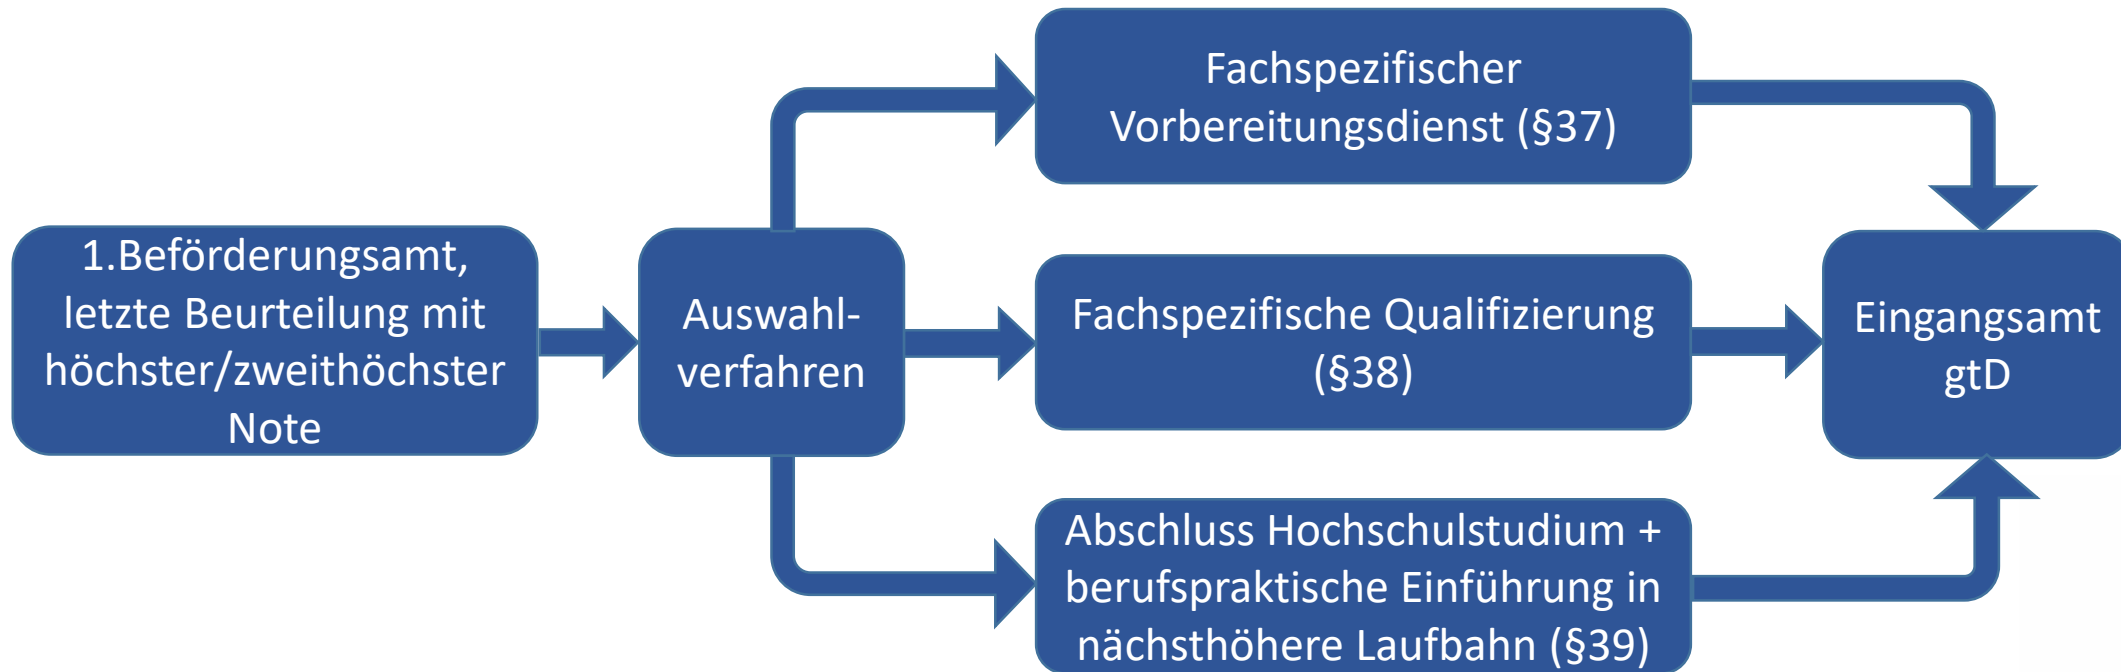 1.Beförderungsamt,
letzte Beurteilung mit
höchster/zweithöchster
Note
Auswahl-
verfahren
Fachspezifischer
Vorbereitungsdienst (§37)
Fachspezifische Qualifizierung
(§38)
Abschluss Hochschulstudium +
berufspraktische Einführung in
nächsthöhere Laufbahn (§39)
Eingangsamt
gtD